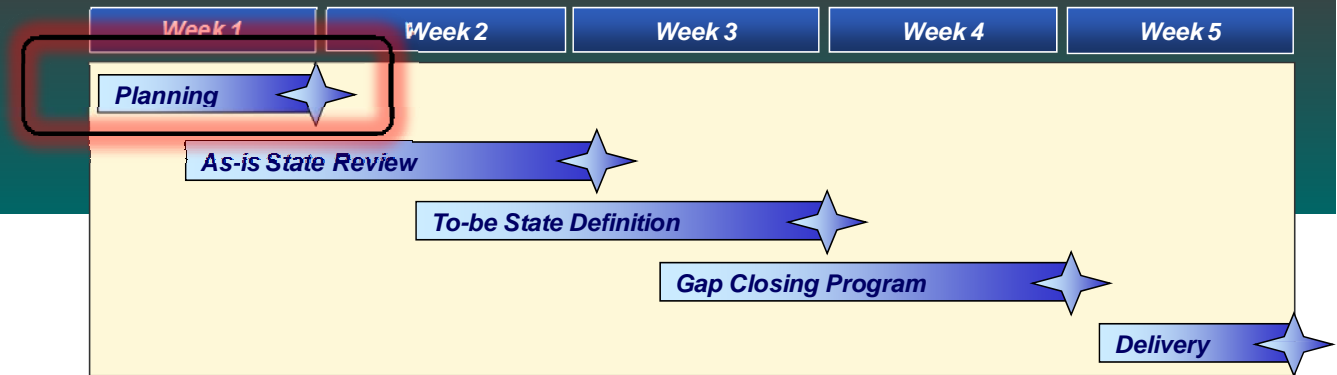 Week 1 Week 2 Week 3 Week 4 Week 5
Planning
As-is State Review
To-be State Definition
Gap Closing Program
Delivery